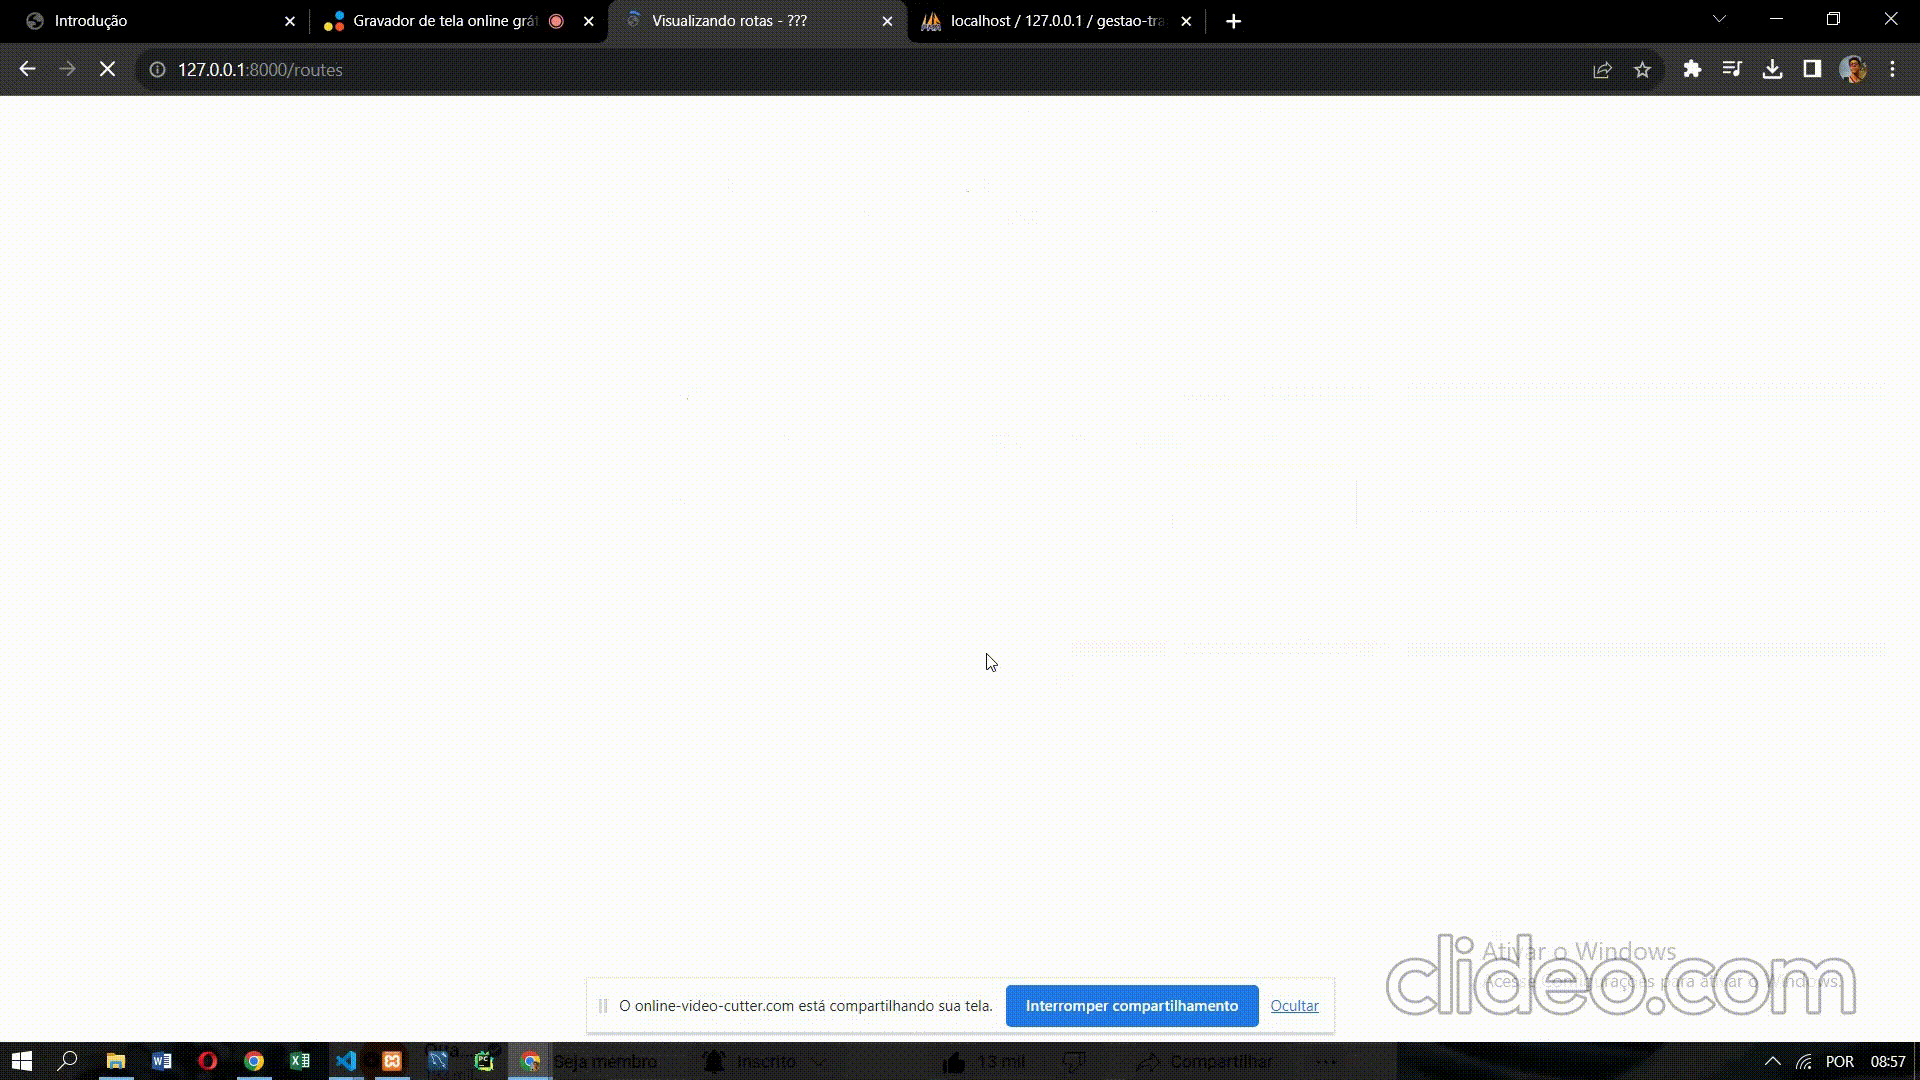 Introdução
Gravador de tela online grá
Visualizando rotas - ???
localhost / 127.0.0.1 / gestao-tra
127.0.0.1:8000/routes
Ativar o Windows
Acesse Configurações para ativar o Windows.
clideo.com
O online-video-cutter.com está compartilhando sua tela.
Interromper compartilhamento
Ocultar
Seja membro
Inscrito
13 mil
Compartilhar
POR
08:57